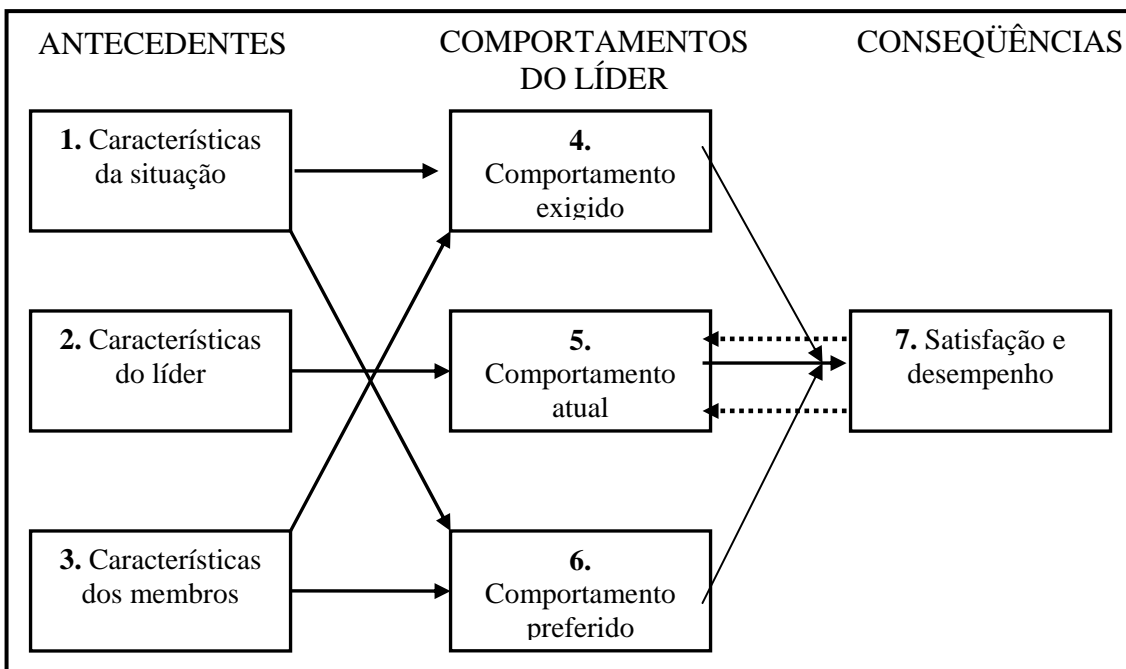 ANTECEDENTES
COMPORTAMENTOS
DO LÍDER
CONSEQÜÊNCIAS
1. Características
da situação
4.
Comportamento
exigido
2. Características
do líder
5.
Comportamento
atual
7. Satisfação e
desempenho
3. Características
dos membros
6.
Comportamento
preferido